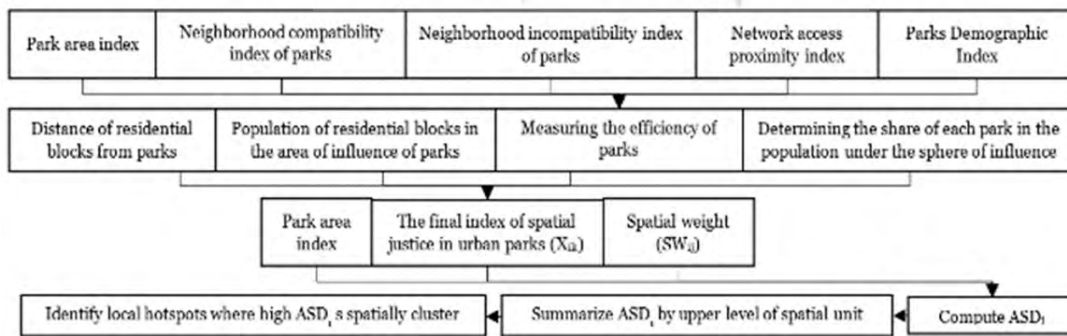 Park area index
Neighborhood compatibility
index of parks
Neighborhood incompatibility index
of parks
Network access
proximity index
Parks Demographic
Index
Distance of residential
blocks from parks
Population of residential blocks in
the area of influence of parks
Measuring the efficiency of
parks
Determining the share of each park in the
population under the sphere of influence
Park area
index
The final index of spatial
justice in urban parks (Xik)
Spatial weight
(SWij)
Identify local hotspots where high ASDi s spatially cluster
Summarize ASDi by upper level of spatial unit
Compute ASDi